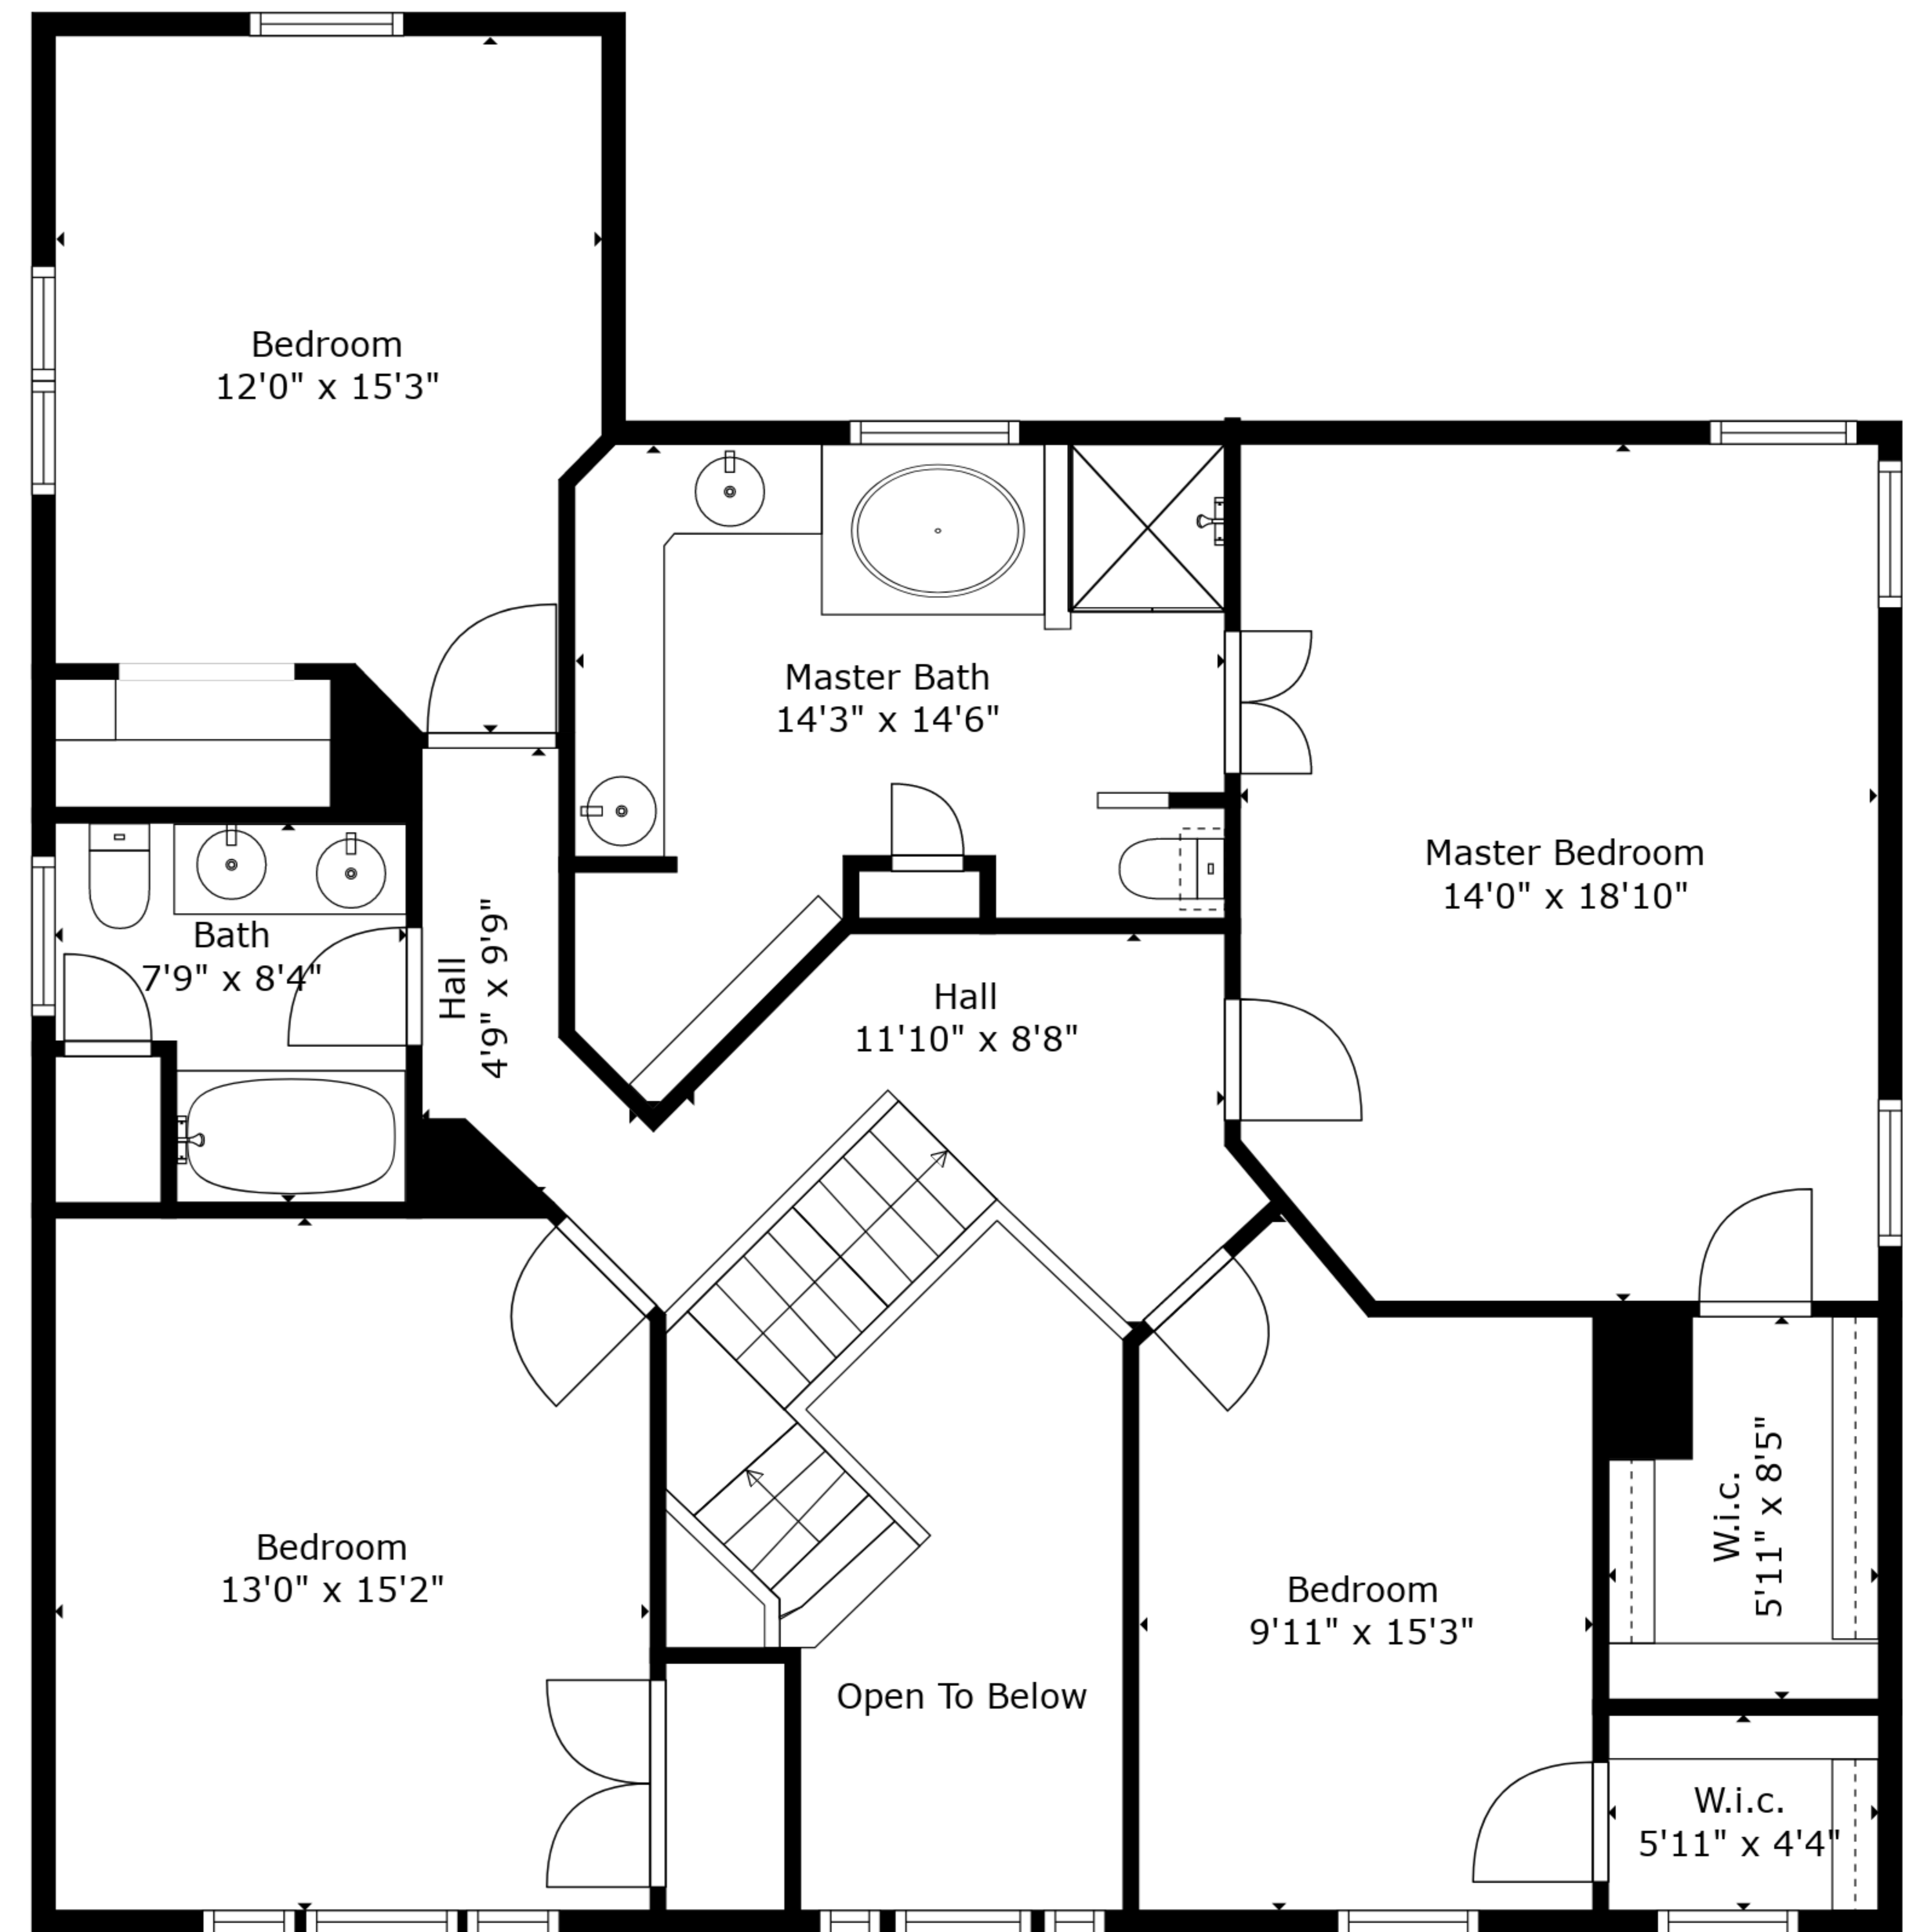 Bedroom
12'0" x 15'3"
Master Bath
14'3" x 14'6"
Master Bedroom
14'0" x 18'10"
Bath
7'9" x 8'4"
Hall
4'9" x 9'9"
Hall
11'10" x 8'8"
Bedroom
13'0" x 15'2"
Open To Below
Bedroom
9'11" x 15'3"
W.i.c.
5'11" x 8'5"
W.i.c.
5'11" x 4'4"